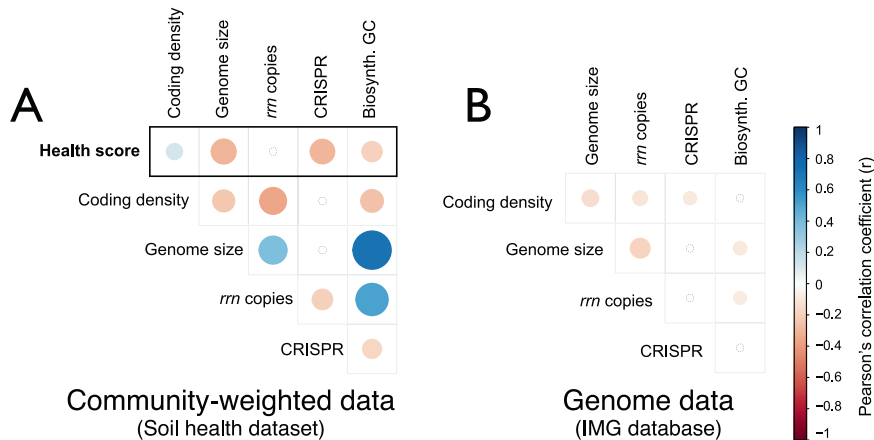 A
Coding density
Genome size
rrn copies
CRISPR
Biosynth. GC
Health score
Coding density
Genome size
rrn copies
CRISPR
Community-weighted data
(Soil health dataset)
B
Genome size
rrn copies
CRISPR
Biosynth. GC
Coding density
Genome size
rrn copies
CRISPR
Genome data
(IMG database)
1
0.8
0.6
0.4
0.2
0
−0.2
−0.4
−0.6
−0.8
−1
Pearson's correlation coefficient (r)